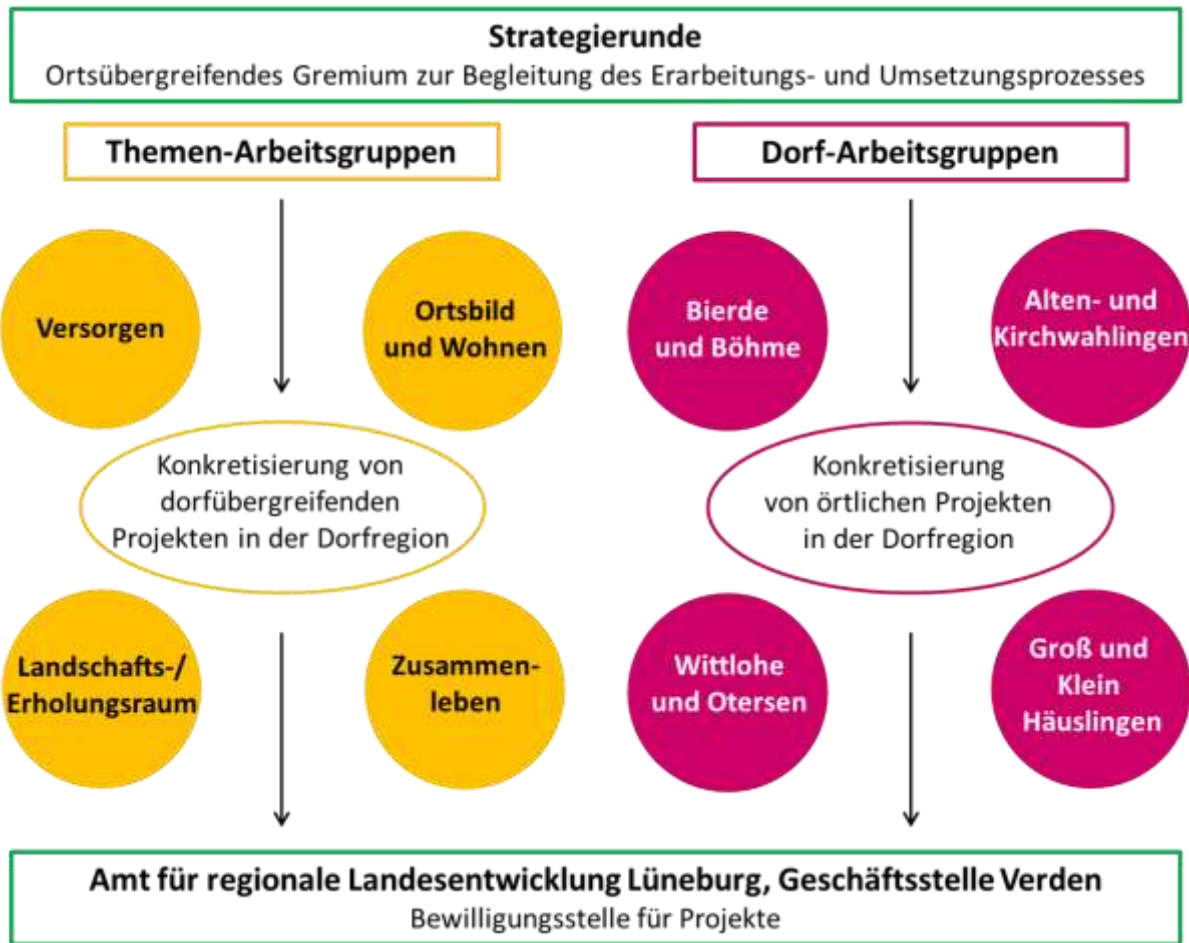 Strategierunde
Ortsübergreifendes Gremium zur Begleitung des Erarbeitungs- und Umsetzungsprozesses
Themen-Arbeitsgruppen
Versorgen
Ortsbild
und Wohnen
Konkretisierung von
dorfübergreifenden
Projekten in der Dorfregion
Landschafts-/
Erholungsraum
Zusammen-
leben
Dorf-Arbeitsgruppen
Bierde
und Böhme
Alten- und
Kirchwahlingen
Konkretisierung
von örtlichen Projekten
in der Dorfregion
Wittlohe
und Otersen
Groß und
Klein
Häuslingen
Amt für regionale Landesentwicklung Lüneburg, Geschäftsstelle Verden
Bewilligungsstelle für Projekte